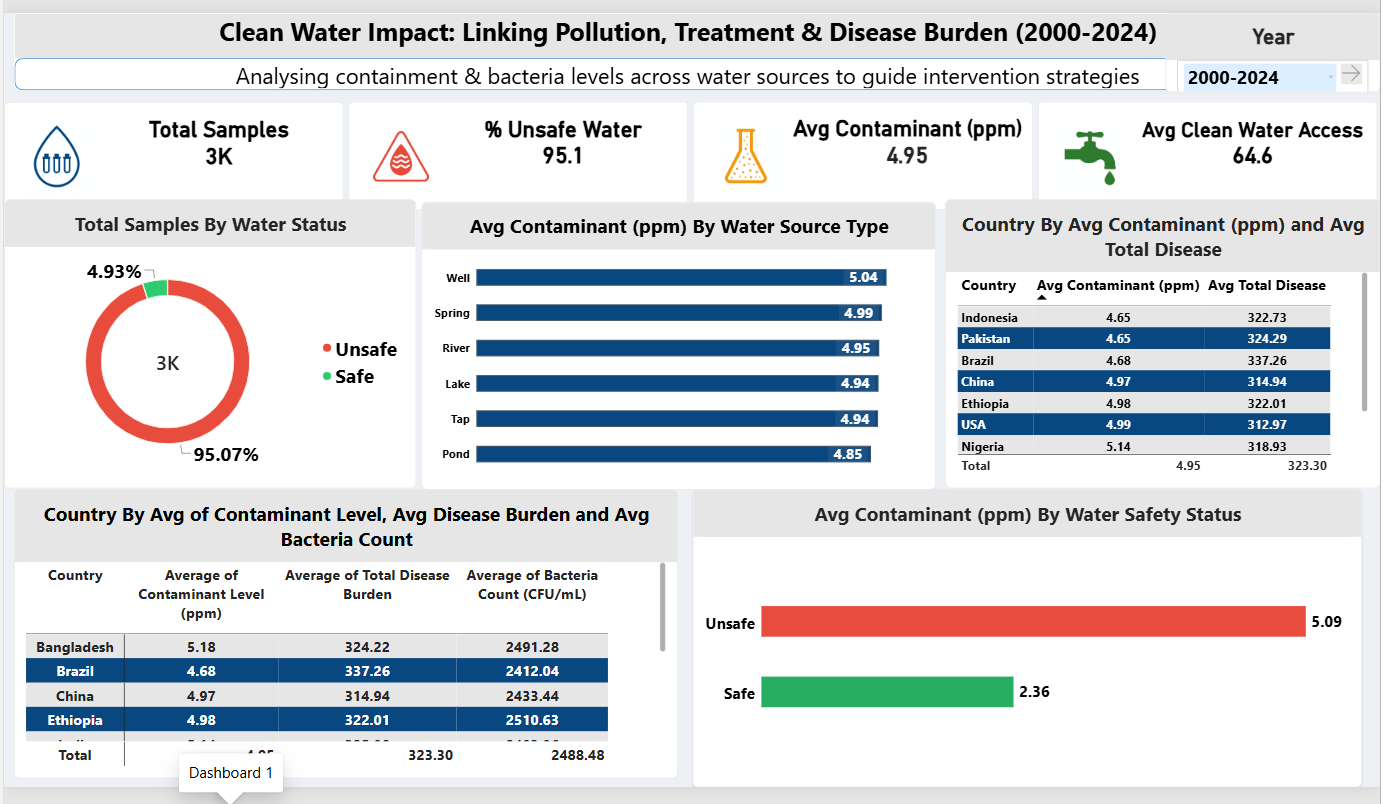 Clean Water Impact: Linking Pollution, Treatment & Disease Burden (2000-2024)
Year
Analysing containment & bacteria levels across water sources to guide intervention strategies
2000-2024
Total Samples
3K
% Unsafe Water
95.1
Avg Contaminant (ppm)
4.95
Avg Clean Water Access
64.6
Total Samples By Water Status
4.93%
3K
Unsafe
Safe
95.07%
Avg Contaminant (ppm) By Water Source Type
Well 5.04
Spring 4.99
River 4.95
Lake 4.94
Tap 4.94
Pond 4.85
Country By Avg Contaminant (ppm) and Avg
Total Disease
Country Avg Contaminant (ppm) Avg Total Disease
Indonesia 4.65 322.73
Pakistan 4.65 324.29
Brazil 4.68 337.26
China 4.97 314.94
Ethiopia 4.98 322.01
USA 4.99 312.97
Nigeria 5.14 318.93
Total 4.95 323.30
Country By Avg of Contaminant Level, Avg Disease Burden and Avg
Bacteria Count
Country Average of Average of Total Disease Average of Bacteria
Contaminant Level Burden Count (CFU/mL)
(ppm)
Bangladesh 5.18 324.22 2491.28
Brazil 4.68 337.26 2412.04
China 4.97 314.94 2433.44
Ethiopia 4.98 322.01 2510.63
Total 323.30 2488.48
Dashboard 1
Avg Contaminant (ppm) By Water Safety Status
Unsafe 5.09
Safe 2.36